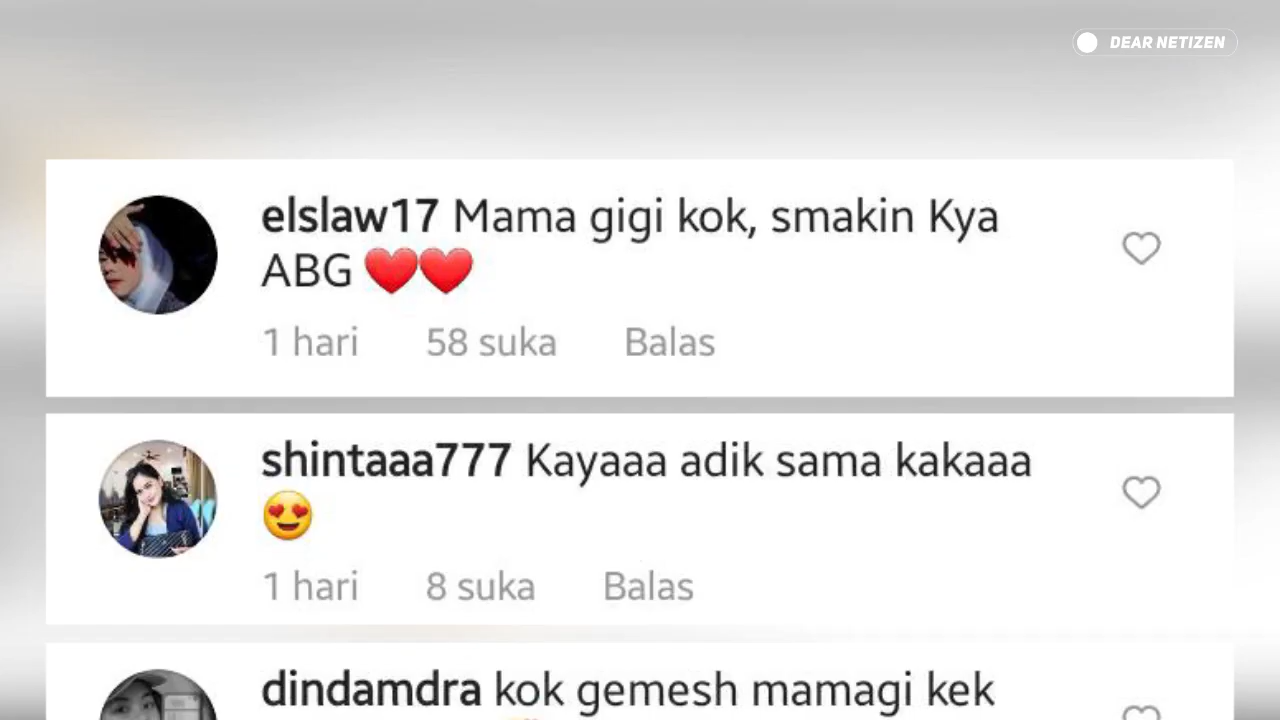 DEAR NETIZEN
elslaw17 Mama gigi kok, smakin Kya
ABG ❤️❤️
1 hari 58 suka Balas
shintaaa777 Kayaaa adik sama kakaaa
😍
1 hari 8 suka Balas
dindamdra kok gemesh mamagi kek